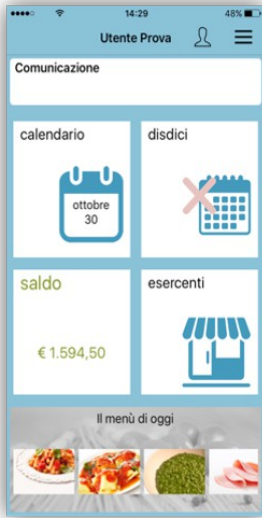 14:29
48%
Utente Prova
Comunicazione
calendario
disdici
ottobre
30
saldo
esercenti
€ 1.594,50
Il menù di oggi